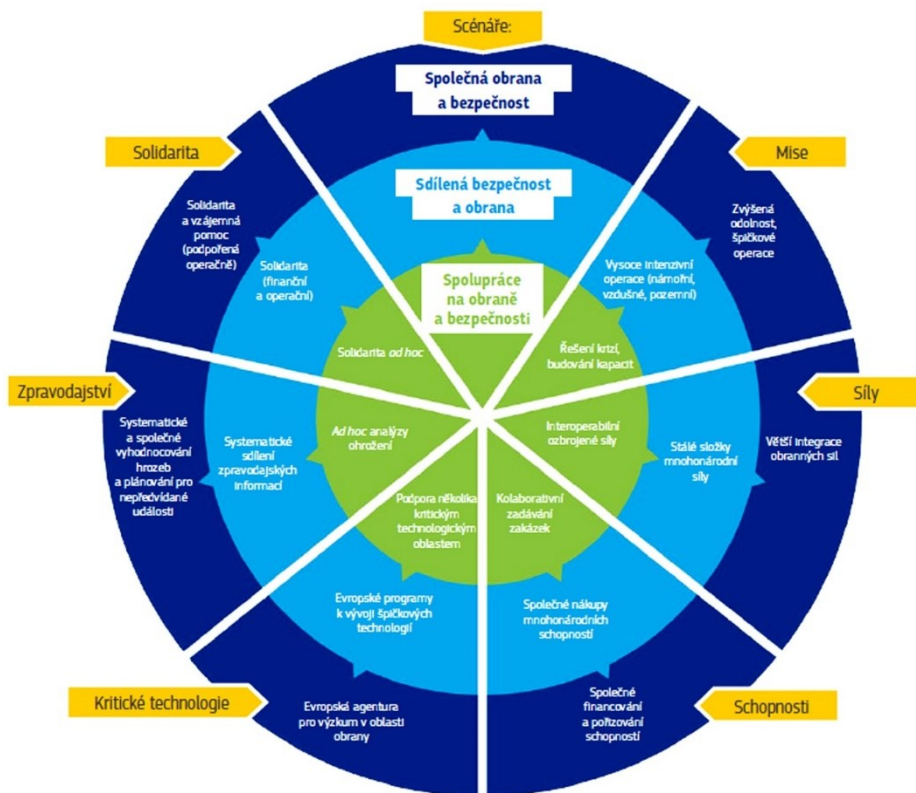 Scénáře:
Společná obrana
a bezpečnost
Sdílená bezpečnost
a obrana
Spolupráce
na obraně
a bezpečnosti
Mise
Zvýšená
odolnost,
špičkové
operace
Vysoce intenzivní
operace (námořní,
vzdušné, pozemní)
Řešení krizí,
budování kapacit
Síly
Větší integrace
obranných sil
Stálé složky
mnohonárodní
síly
Interoperabilní
ozbrojené síly
Schopnosti
Společné
financování
a pořizování
schopností
Společné nákupy
mnohonárodních
schopností
Kolaborativní
zadávání
zakázek
Kritické technologie
Evropská agentura
pro výzkum v oblasti
obrany
Evropské programy
k vývoji špičkových
technologií
Podpora několika
kritickým
technologickým
oblastem
Zpravodajství
Systematické
a společné
vyhodnocování
hrozeb
a plánování pro
nepředvídané
události
Systematické
sdílení
zpravodajských
informací
Ad hoc analýzy
ohrožení
Solidarita
Solidarita
a vzájemná
pomoc
(podpořená
operačně)
Solidarita
(finanční
a operační)
Solidarita ad hoc